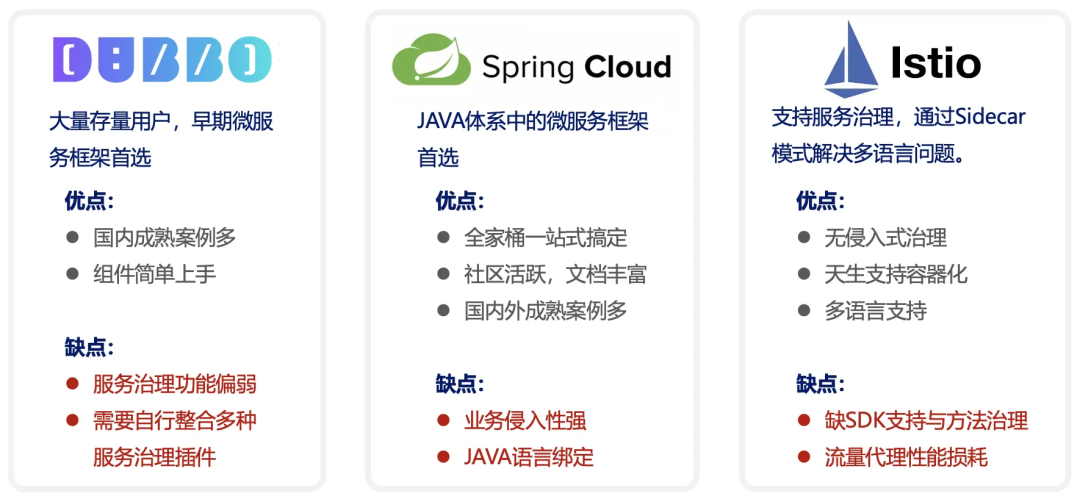 DUBBO
大量存量用户，早期微服
务框架首选
优点：
国内成熟案例多
组件简单上手
缺点：
服务治理功能偏弱
需要自行整合多种
服务治理插件
Spring Cloud
JAVA体系中的微服务框架
首选
优点：
全家桶一站式搞定
社区活跃，文档丰富
国内外成熟案例多
缺点：
业务侵入性强
JAVA语言绑定
Istio
支持服务治理，通过Sidecar
模式解决多语言问题。
优点：
无侵入式治理
天生支持容器化
多语言支持
缺点：
缺SDK支持与方法治理
流量代理性能损耗